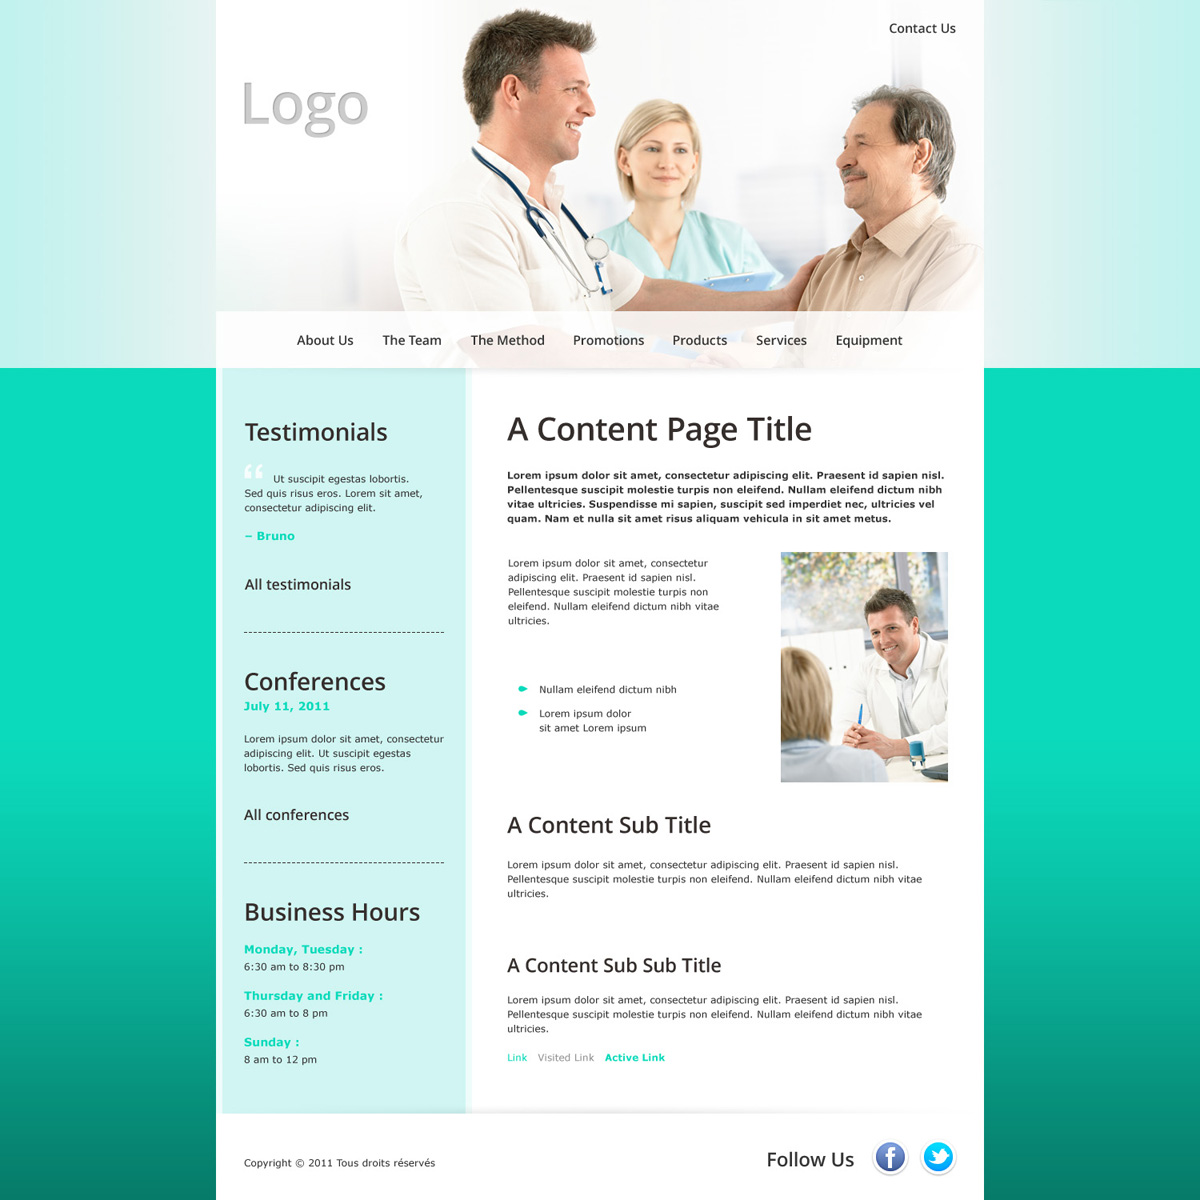 Contact Us
Logo
About Us The Team The Method Promotions Products Services Equipment
Testimonials
“ Ut suscipit egestas lobortis.
Sed quis risus eros. Lorem sit amet,
consectetur adipiscing elit.
– Bruno
All testimonials
Conferences
July 11, 2011
Lorem ipsum dolor sit amet, consectetur
adipiscing elit. Ut suscipit egestas
lobortis. Sed quis risus eros.
All conferences
Business Hours
Monday, Tuesday :
6:30 am to 8:30 pm
Thursday and Friday :
6:30 am to 8 pm
Sunday :
8 am to 12 pm
A Content Page Title
Lorem ipsum dolor sit amet, consectetur adipiscing elit. Praesent id sapien nisl.
Pellentesque suscipit molestie turpis non eleifend. Nullam eleifend dictum nibh
vitae ultricies. Suspendisse mi sapien, suscipit sed imperdiet nec, ultricies vel
quam. Nam et nulla sit amet risus aliquam vehicula in sit amet metus.
Lorem ipsum dolor sit amet, consectetur
adipiscing elit. Praesent id sapien nisl.
Pellentesque suscipit molestie turpis non
eleifend. Nullam eleifend dictum nibh vitae
ultricies.
Nullam eleifend dictum nibh
Lorem ipsum dolor
sit amet Lorem ipsum
A Content Sub Title
Lorem ipsum dolor sit amet, consectetur adipiscing elit. Praesent id sapien nisl.
Pellentesque suscipit molestie turpis non eleifend. Nullam eleifend dictum nibh vitae
ultricies.
A Content Sub Sub Title
Lorem ipsum dolor sit amet, consectetur adipiscing elit. Praesent id sapien nisl.
Pellentesque suscipit molestie turpis non eleifend. Nullam eleifend dictum nibh vitae
ultricies.
Link Visited Link Active Link
Copyright © 2011 Tous droits réservés
Follow Us f